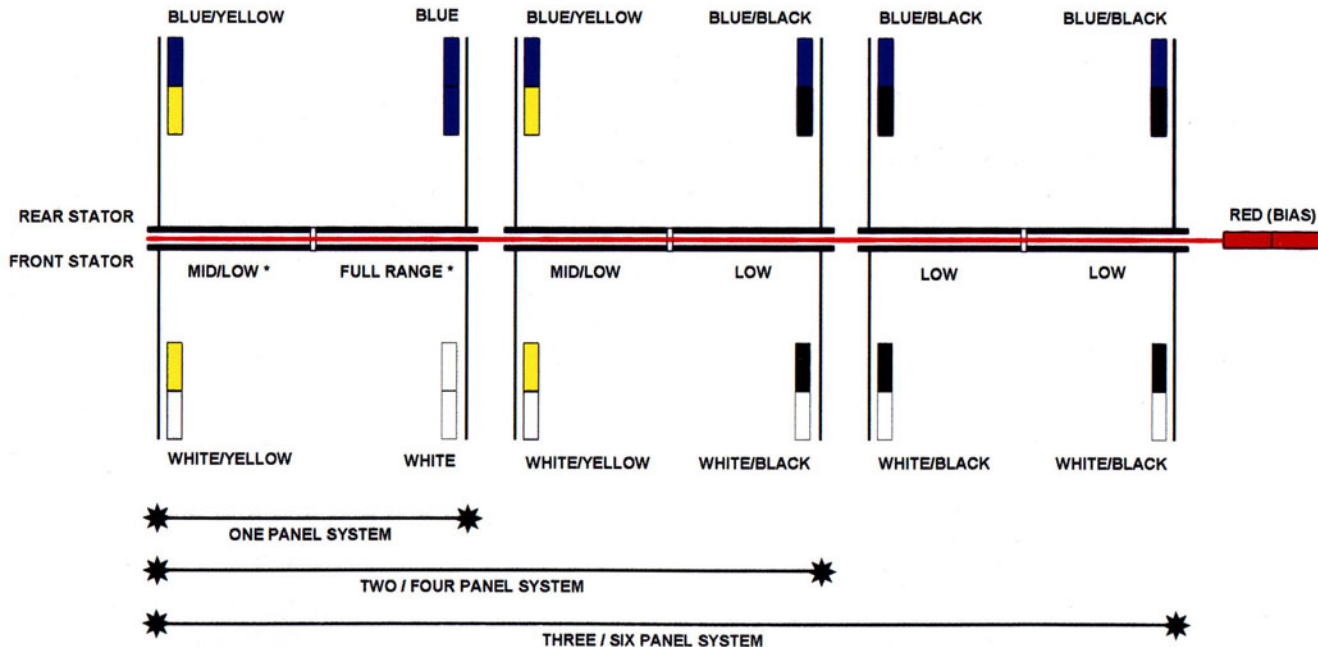 BLUE/YELLOW BLUE BLUE/YELLOW BLUE/BLACK BLUE/BLACK BLUE/BLACK
REAR STATOR RED (BIAS)
FRONT STATOR
MID/LOW * FULL RANGE * MID/LOW LOW LOW LOW
WHITE/YELLOW WHITE WHITE/YELLOW WHITE/BLACK WHITE/BLACK WHITE/BLACK
ONE PANEL SYSTEM
TWO / FOUR PANEL SYSTEM
THREE / SIX PANEL SYSTEM